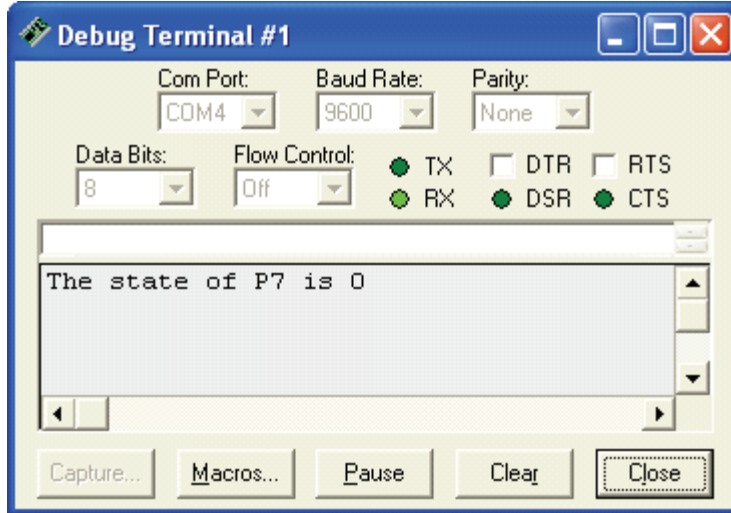 Debug Terminal #1
Com Port: Baud Rate: Parity:
COM4 9600 None
Data Bits: Flow Control: TX DTR RTS
8 Off RX DSR CTS
The state of P7 is 0
Capture... Macros... Pause Clear Close